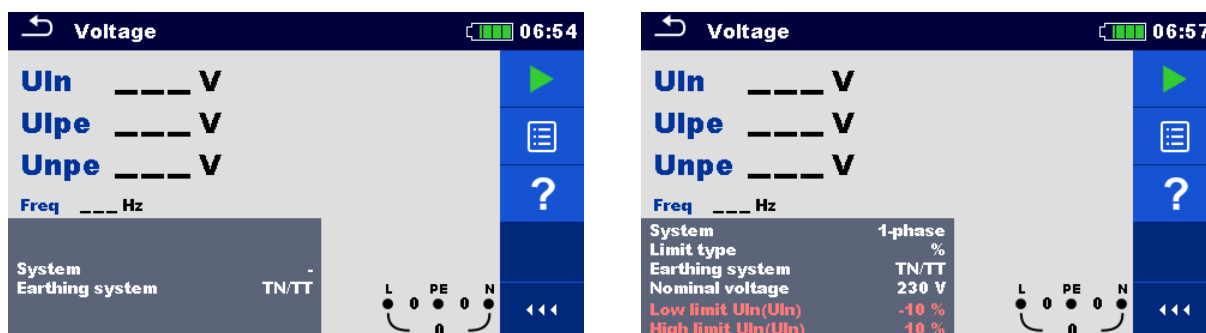 Voltage 06:54
Uln ___ V
Ulpe ___ V
Unpe ___ V
Freq ___ Hz
?
System -
Earthing system TN/TT
L PE N
0 0
0
Voltage 06:57
Uln ___ V
Ulpe ___ V
Unpe ___ V
Freq ___ Hz
?
System 1-phase
Limit type %
Earthing system TN/TT
Nominal voltage 230 V
Low limit Uln(Uln) -10 %
High limit Uln(Uln) 10 %
L PE N
0 0
0